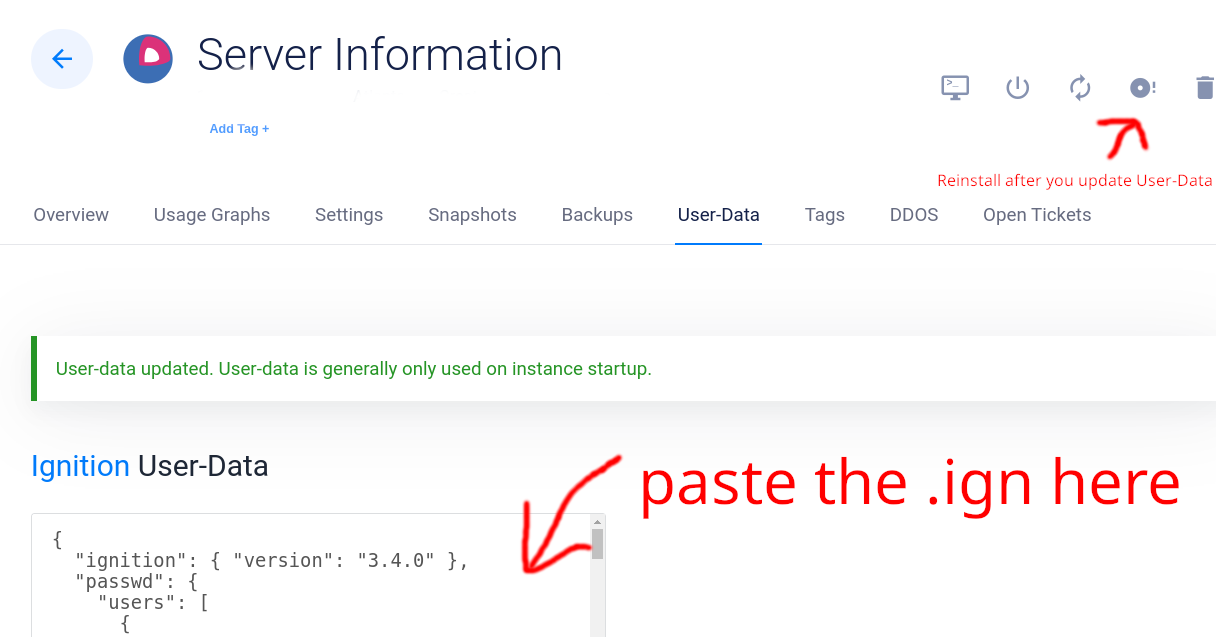 Server Information
Add Tag +
Reinstall after you update User-Data
Overview Usage Graphs Settings Snapshots Backups User-Data Tags DDOS Open Tickets
User-data updated. User-data is generally only used on instance startup.
Ignition User-Data
paste the .ign here
{
"ignition": { "version": "3.4.0" },
"passwd": {
"users": [
{